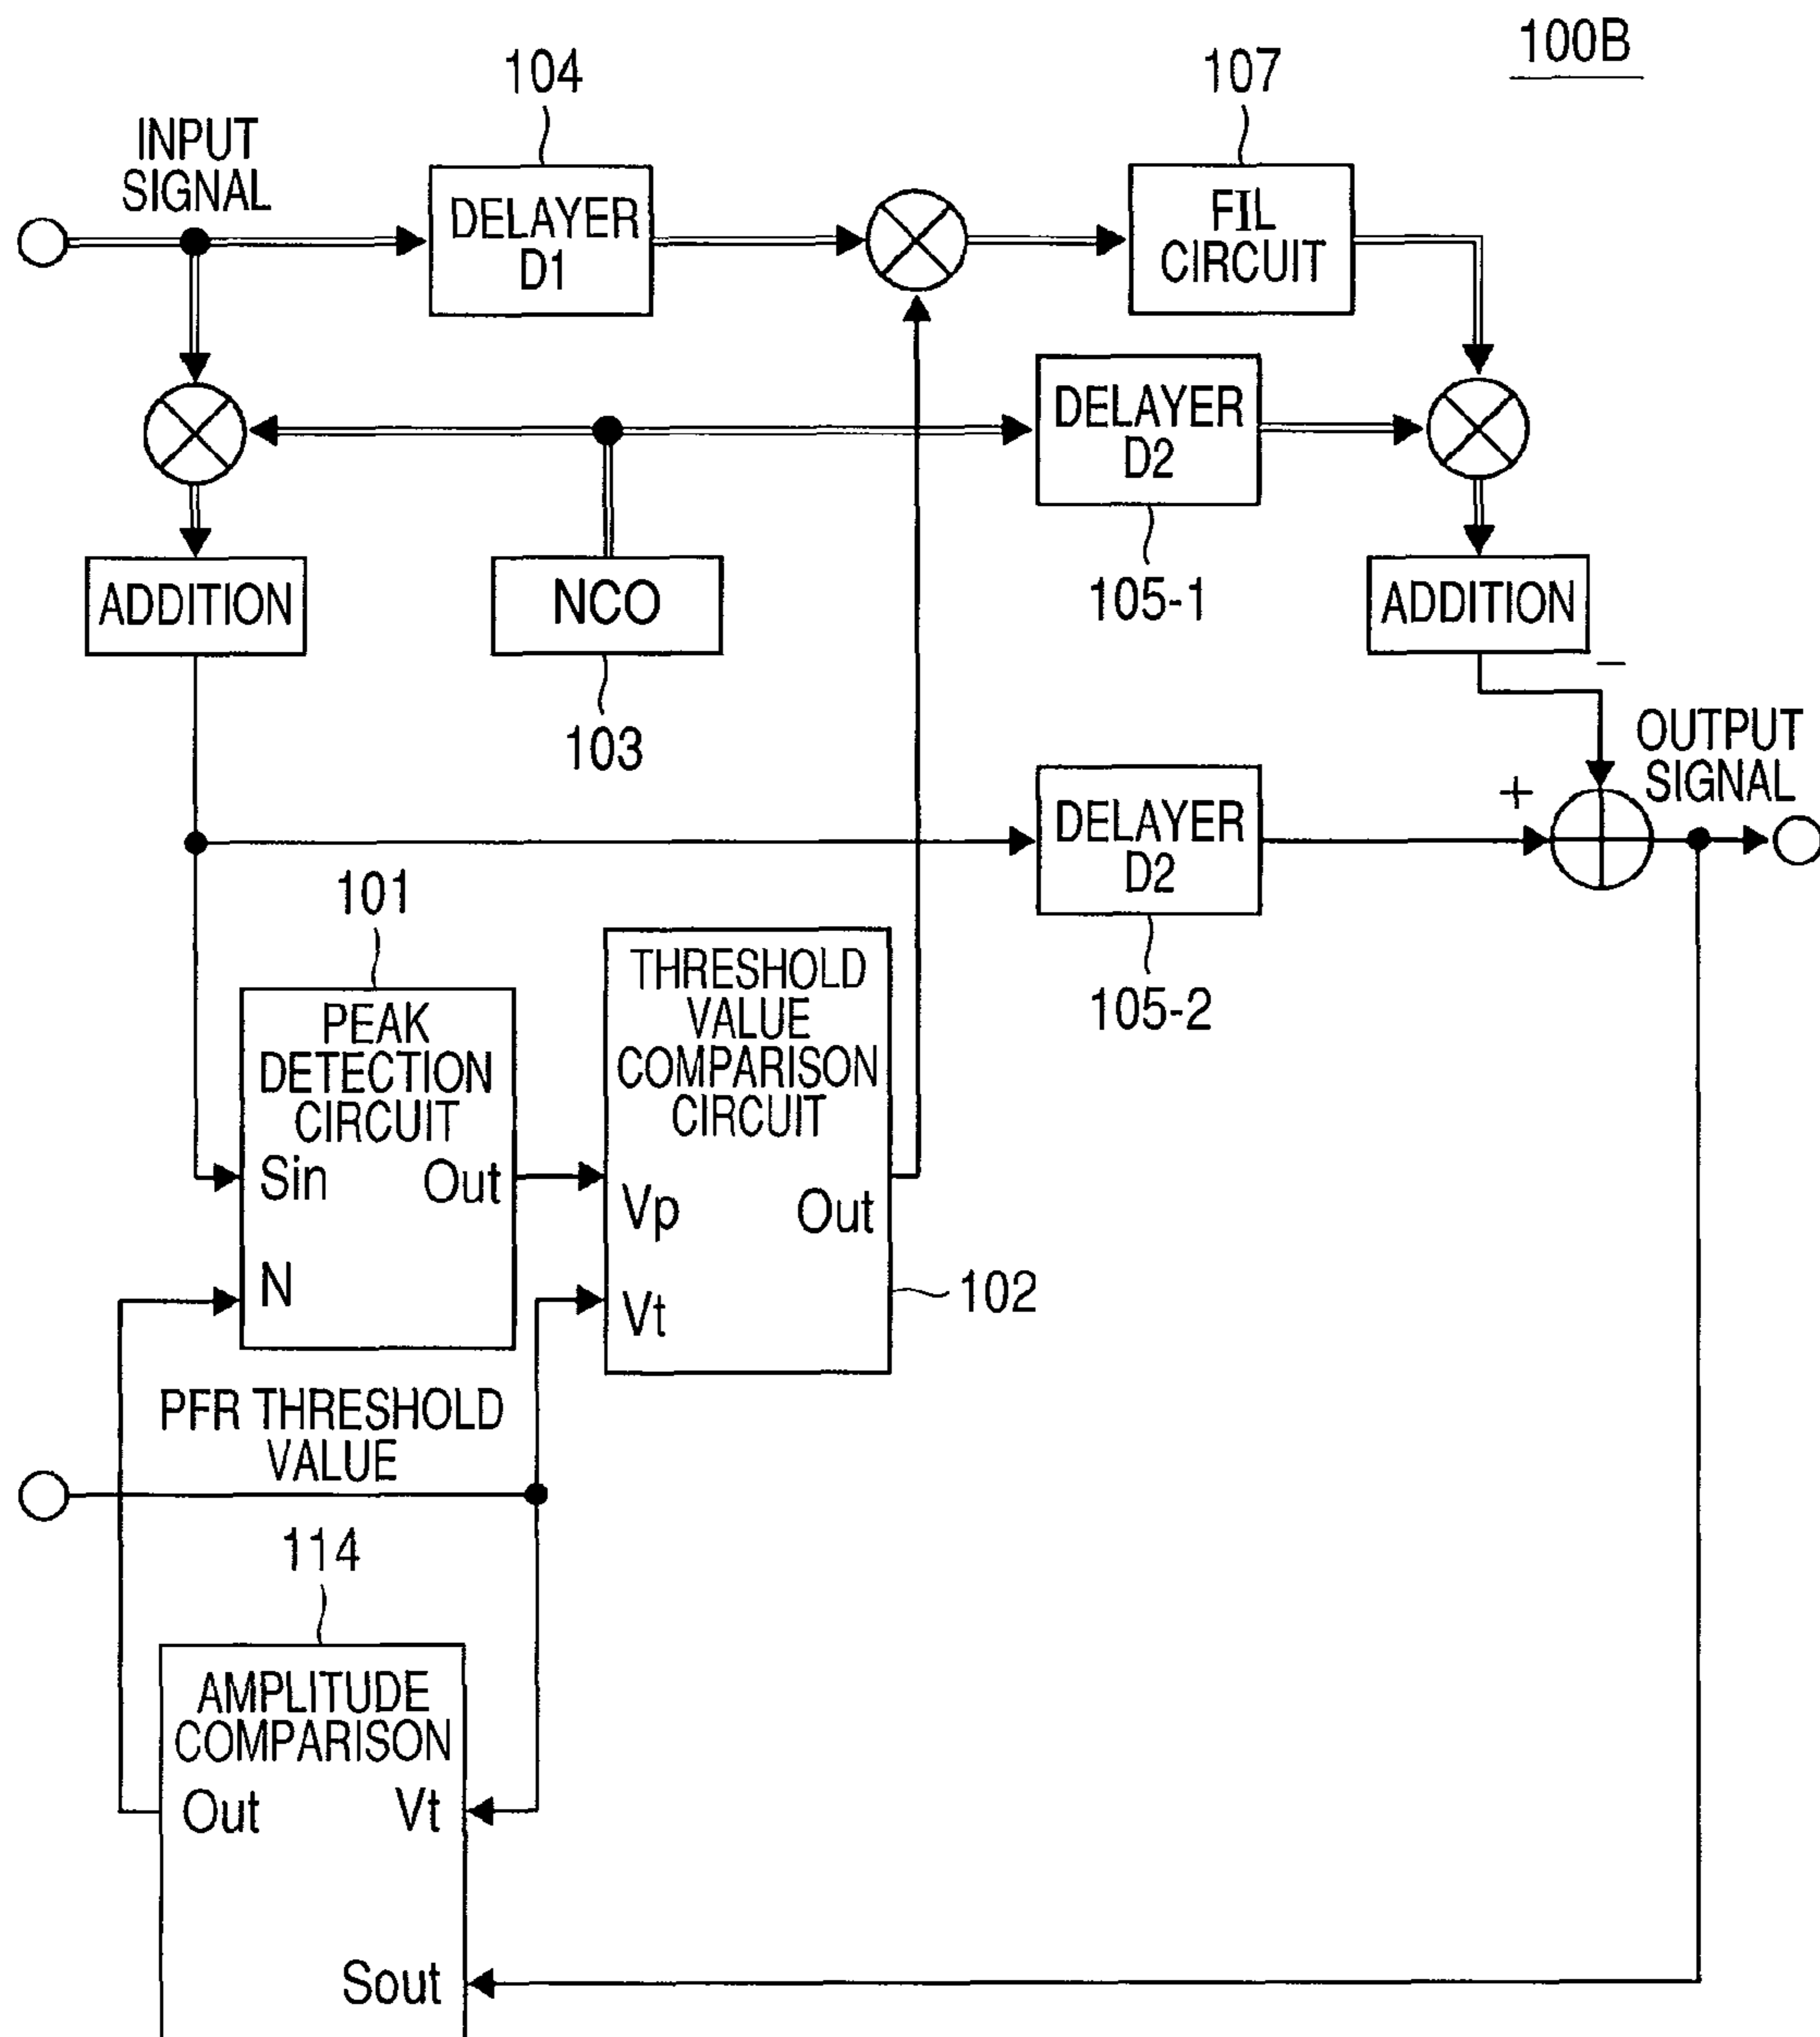 100B
104
107
INPUT
SIGNAL
DELAYER
D1
FIL
CIRCUIT
DELAYER
D2
105-1
ADDITION
NCO
103
ADDITION
−
OUTPUT
SIGNAL
+
DELAYER
D2
105-2
101
PEAK
DETECTION
CIRCUIT
Sin
Out
N
THRESHOLD
VALUE
COMPARISON
CIRCUIT
Vp
Out
Vt
102
PFR THRESHOLD
VALUE
114
AMPLITUDE
COMPARISON
Out
Vt
Sout